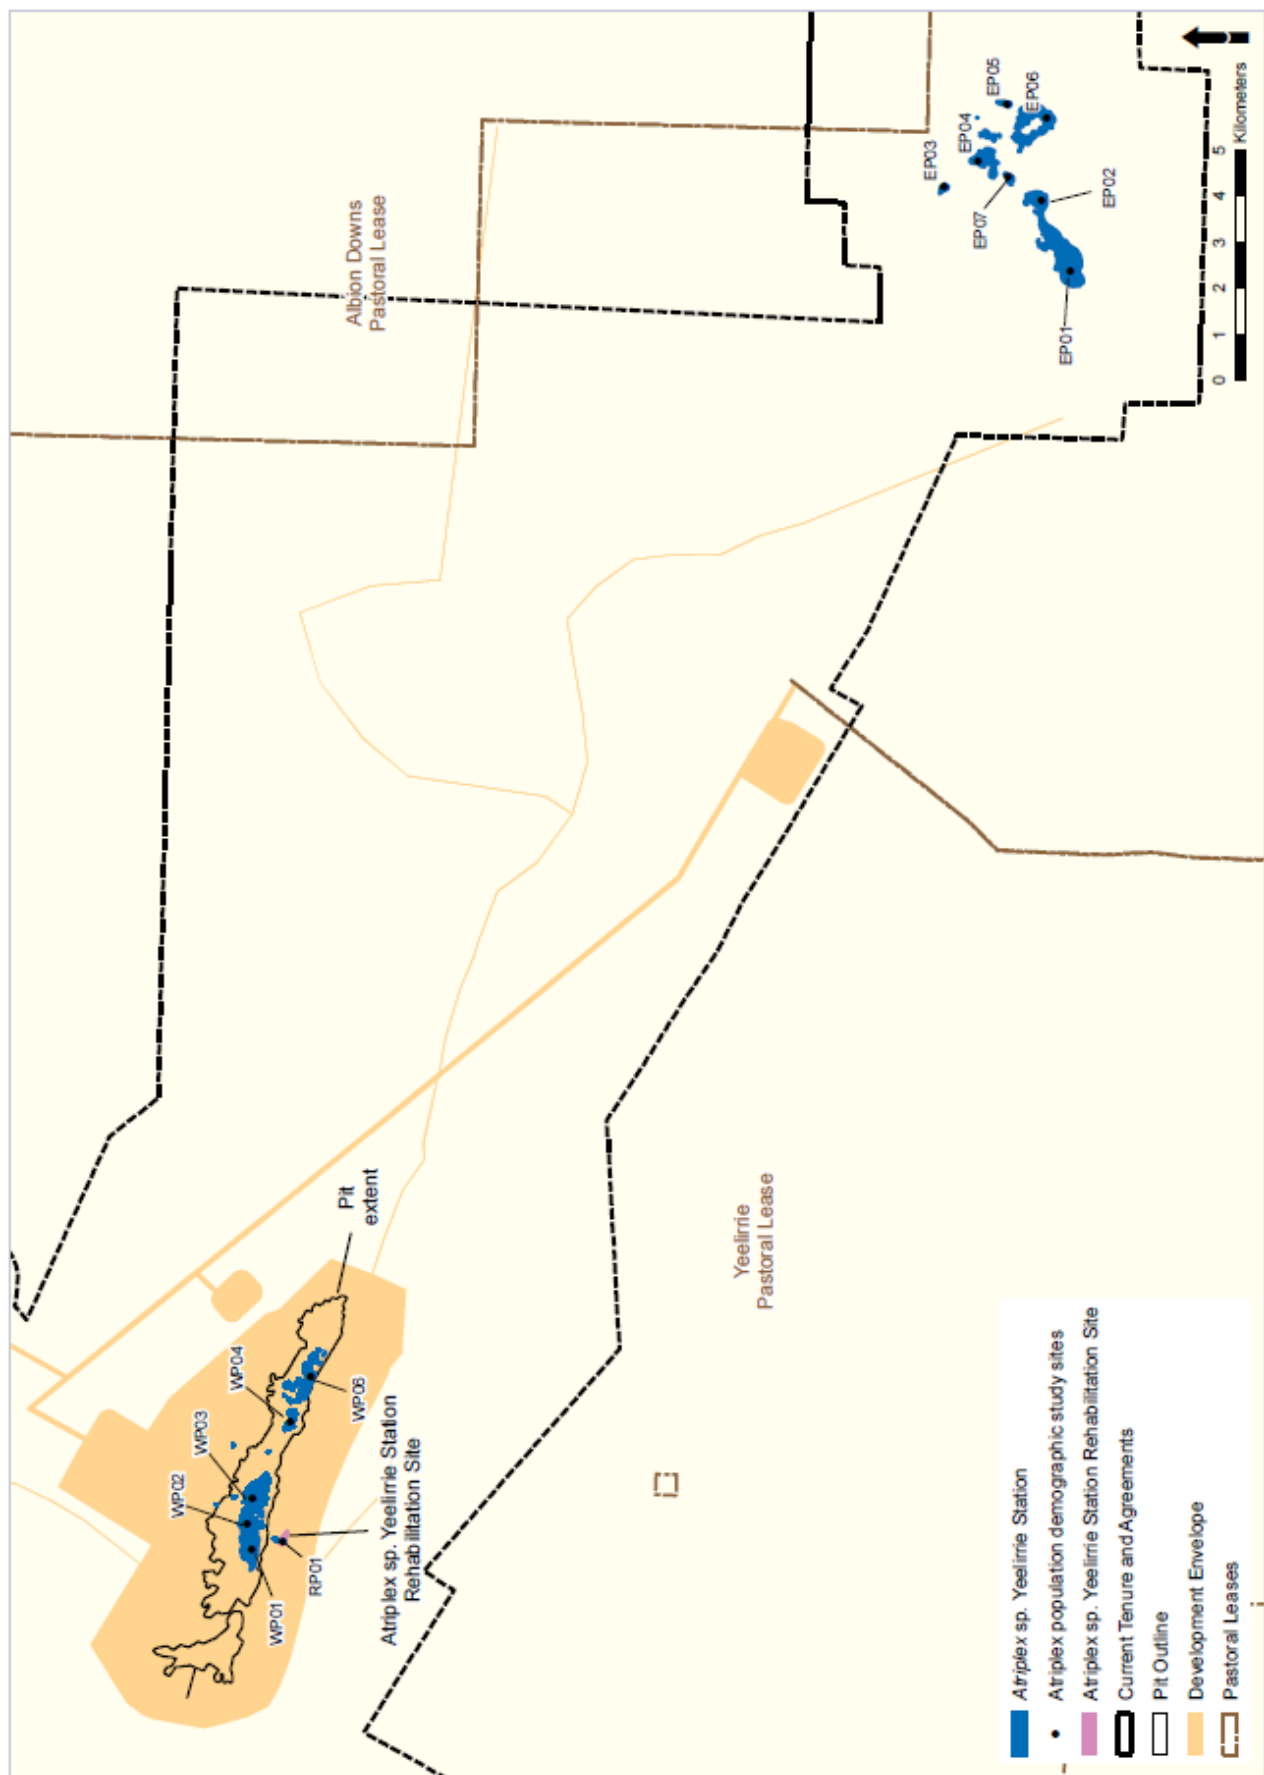 Albion Downs
Pastoral Lease
EP03
EP04
EP05
EP06
EP07
EP02
EP01
Pit
extent
WP04
WP03
WP02
WP06
WP01
RP01
Atriplex sp. Yeelirrie Station
Rehabilitation Site
Yeelirrie
Pastoral Lease
Atriplex sp. Yeelirrie Station
Atriplex population demographic study sites
Atriplex sp. Yeelirrie Station Rehabilitation Site
Current Tenure and Agreements
Pit Outline
Development Envelope
Pastoral Leases
0 1 2 3 4 5
Kilometers